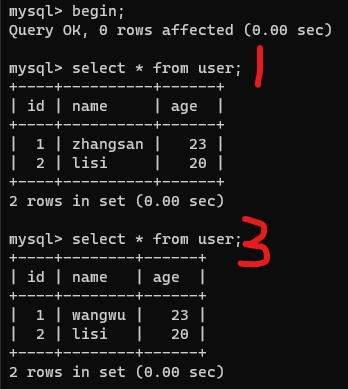 mysql> begin;
Query OK, 0 rows affected (0.00 sec)
mysql> select * from user; 1
+----+----------+------+
| id | name     | age  |
+----+----------+------+
|  1 | zhangsan |   23 |
|  2 | lisi     |   20 |
+----+----------+------+
2 rows in set (0.00 sec)
mysql> select * from user; 3
+----+--------+------+
| id | name   | age  |
+----+--------+------+
|  1 | wangwu |   23 |
|  2 | lisi   |   20 |
+----+--------+------+
2 rows in set (0.00 sec)